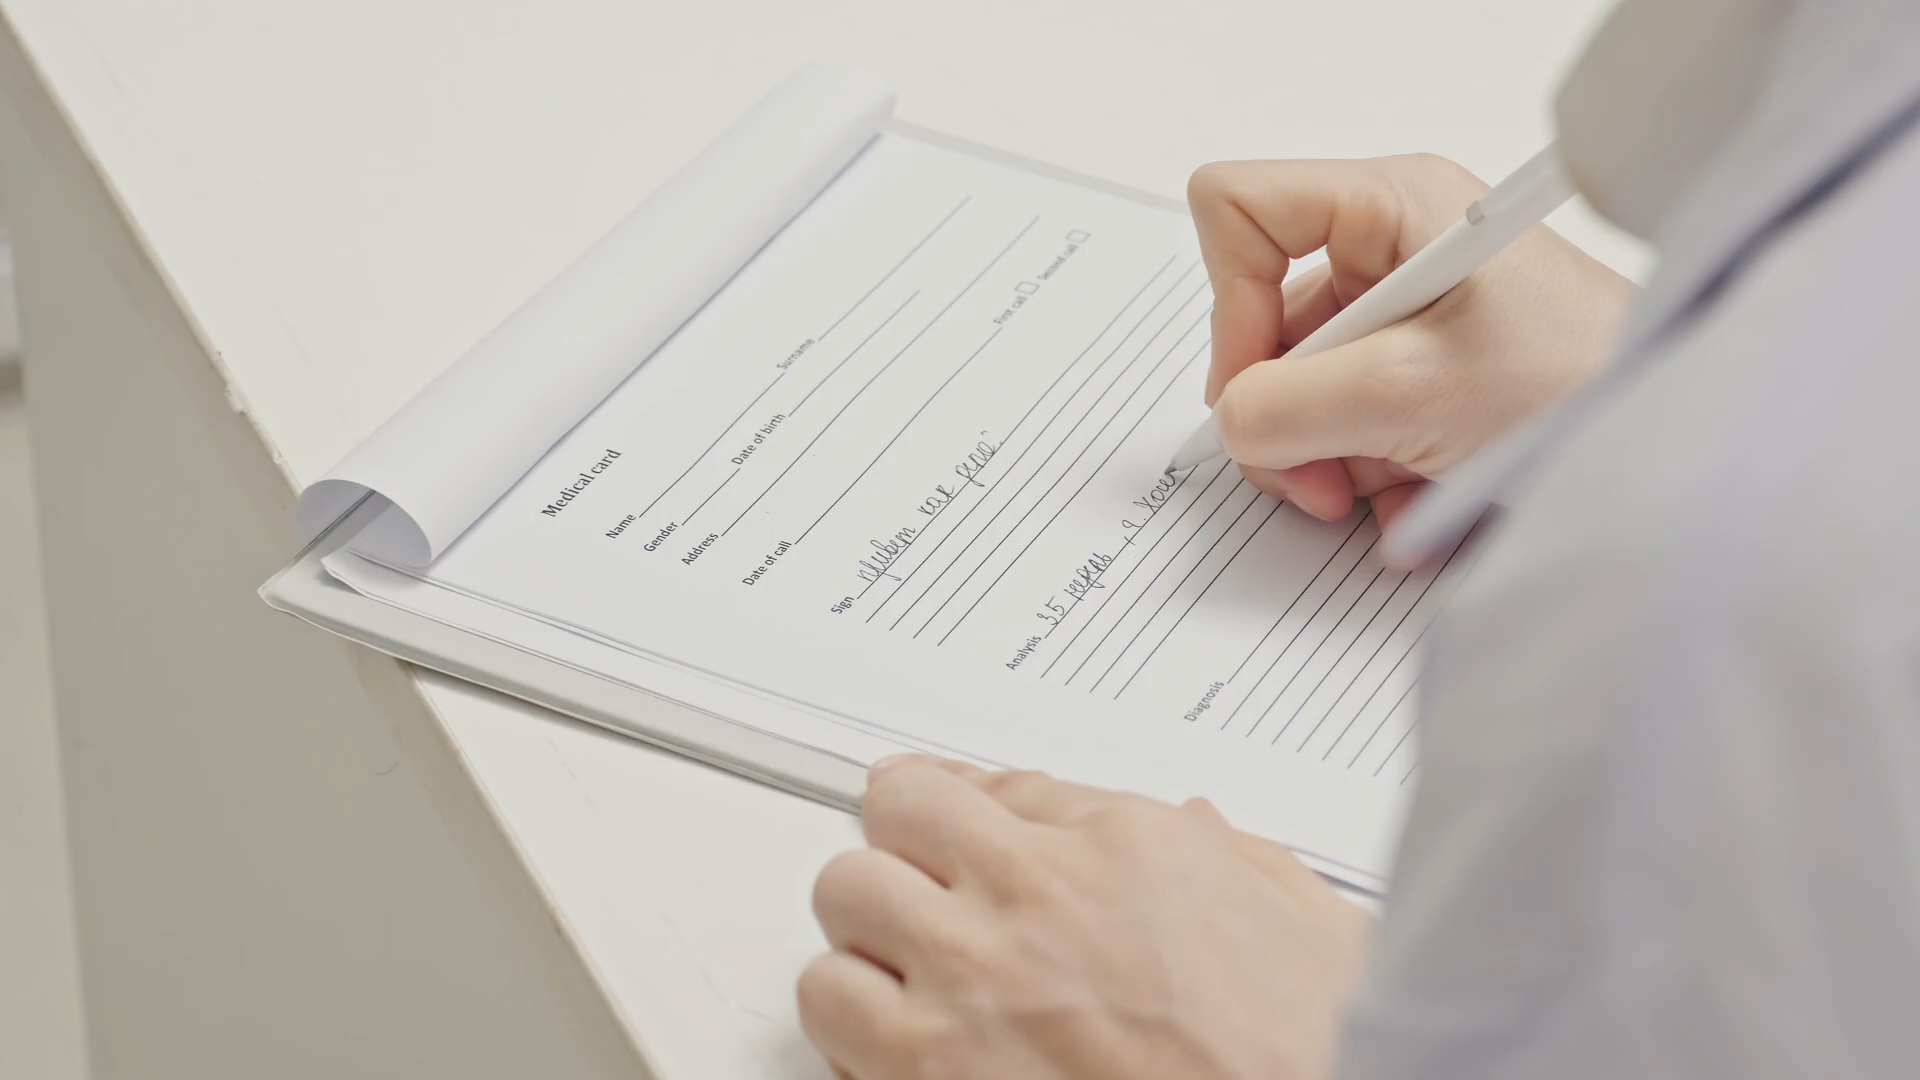 Medical card
Name Surname
Gender Date of birth
Address
Date of call First call Second call
Sign привет как дела?
Analysis 35
Diagnosis